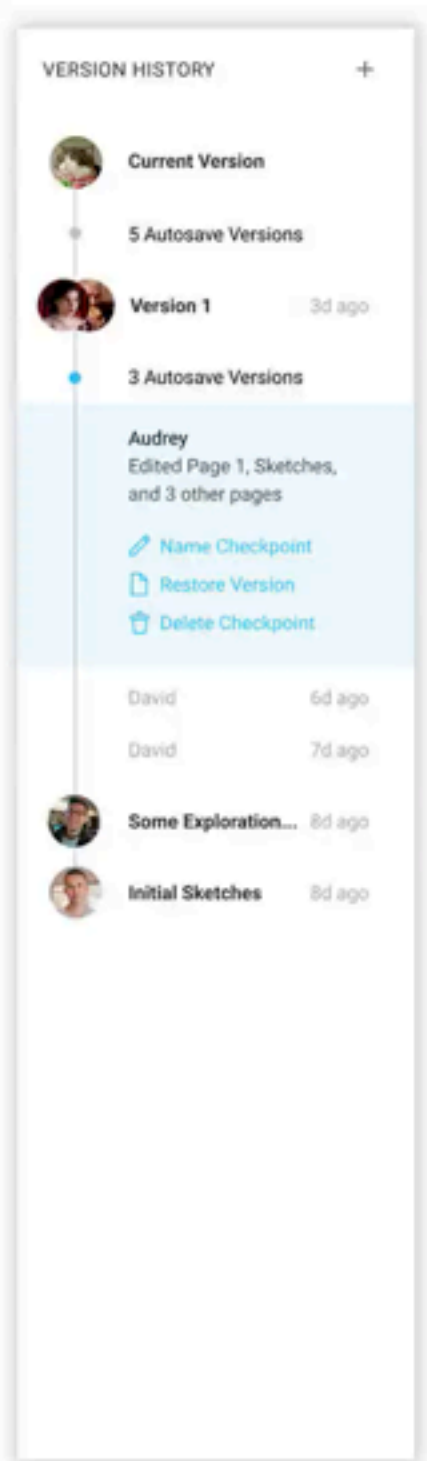 VERSION HISTORY +
Current Version
5 Autosave Versions
Version 1 3d ago
3 Autosave Versions
Audrey
Edited Page 1, Sketches,
and 3 other pages
Name Checkpoint
Restore Version
Delete Checkpoint
David 6d ago
David 7d ago
Some Exploration... 8d ago
Initial Sketches 8d ago